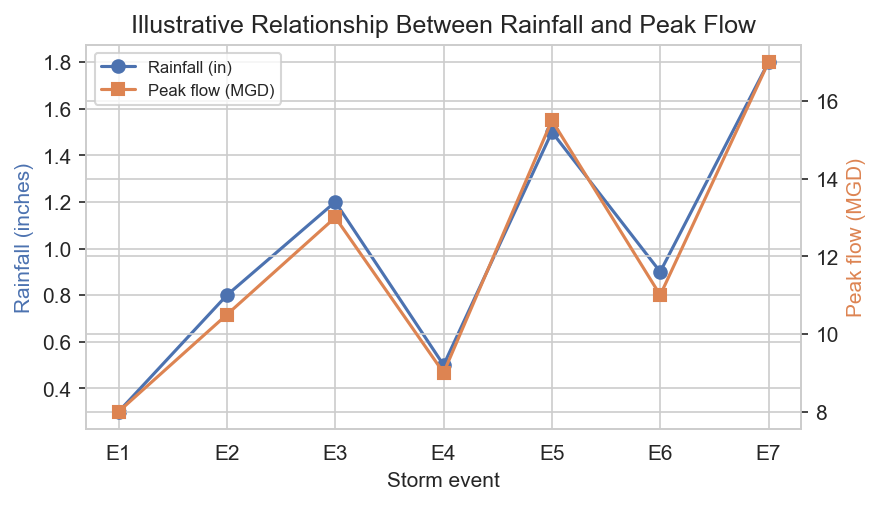 Illustrative Relationship Between Rainfall and Peak Flow
Rainfall (in)
Peak flow (MGD)
Rainfall (inches)
1.8
1.6
1.4
1.2
1.0
0.8
0.6
0.4
16
14
12
10
8
Peak flow (MGD)
E1 E2 E3 E4 E5 E6 E7
Storm event